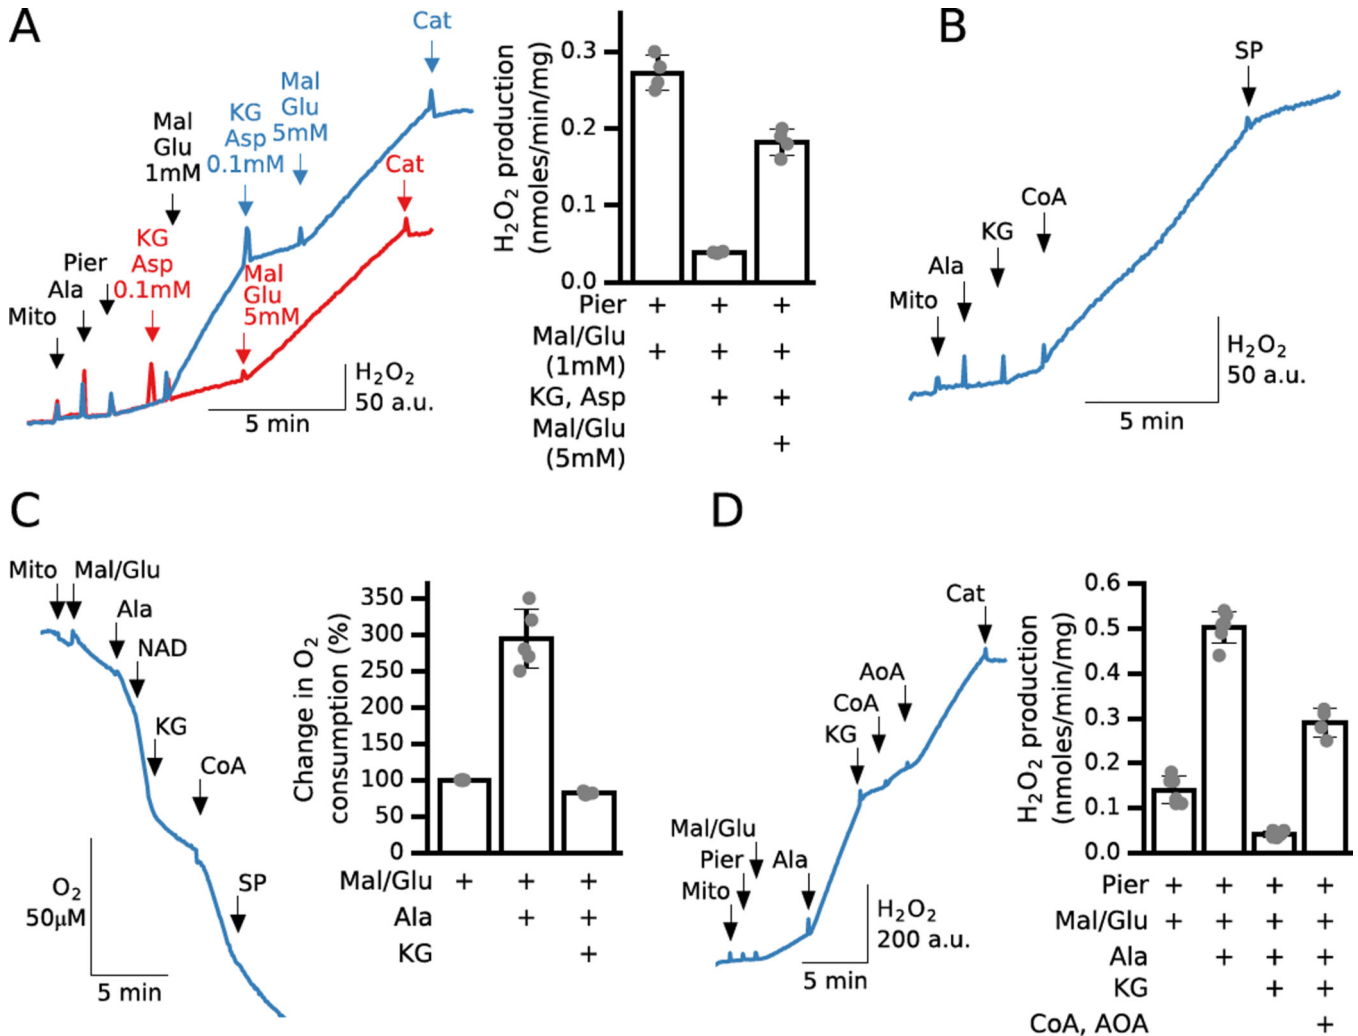 A
Cat
Mal
Glu
5mM
KG
Asp
0.1mM
Mal
Glu
1mM
Cat
KG
Asp
0.1mM
Pier
Ala
Mito
Mal
Glu
5mM
H₂O₂
50 a.u.
5 min
H₂O₂ production
(nmoles/min/mg)
0.3
0.2
0.1
0.0
Pier + + +
Mal/Glu
(1mM) + + +
KG, Asp + +
Mal/Glu
(5mM) +
B
SP
CoA
KG
Ala
Mito
H₂O₂
50 a.u.
5 min
C
Mito Mal/Glu
Ala
NAD
KG
CoA
SP
O₂
50μM
5 min
Change in O₂
consumption (%)
350
300
250
200
150
100
50
0
Mal/Glu + + +
Ala + +
KG +
D
Cat
AoA
CoA
KG
Mal/Glu
Pier
Mito
Ala
H₂O₂
200 a.u.
5 min
H₂O₂ production
(nmoles/min/mg)
0.6
0.5
0.4
0.3
0.2
0.1
0.0
Pier + + + +
Mal/Glu + + + +
Ala + + +
KG + +
CoA, AOA +